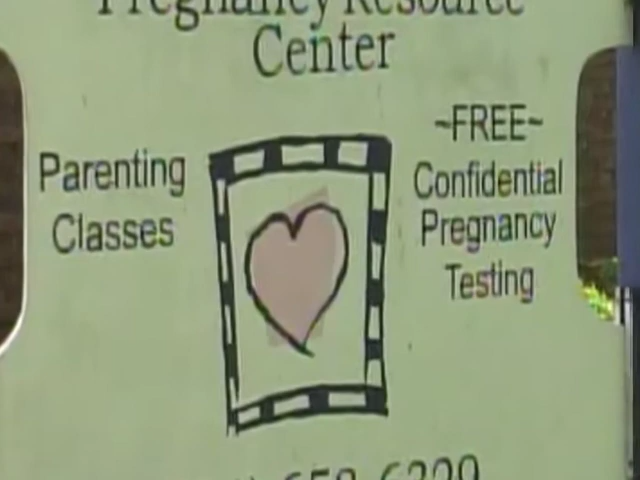 Pregnancy Resource
Center
Parenting
Classes
~FREE~
Confidential
Pregnancy
Testing